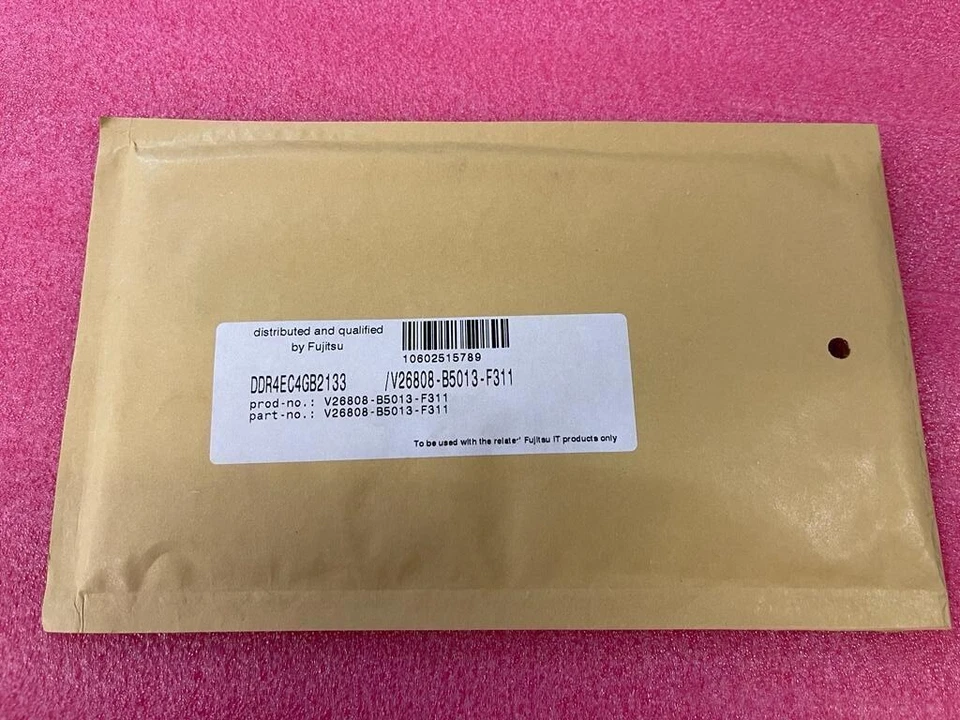 distributed and qualified
by Fujitsu
10602515789
DDR4EC4GB2133 /V26808-B5013-F311
prod-no.: V26808-B5013-F311
part-no.: V26808-B5013-F311
To be used with the Fujitsu IT products only